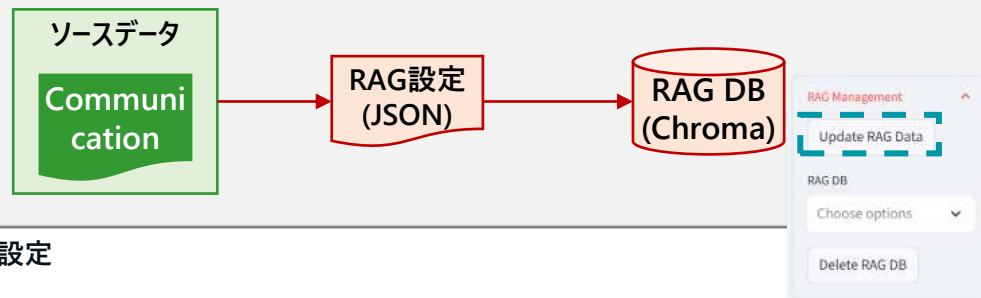 ソースデータ
Communi
cation
RAG設定
(JSON)
RAG DB
(Chroma)
RAG Management
Update RAG Data
RAG DB
Choose options
Delete RAG DB
設定